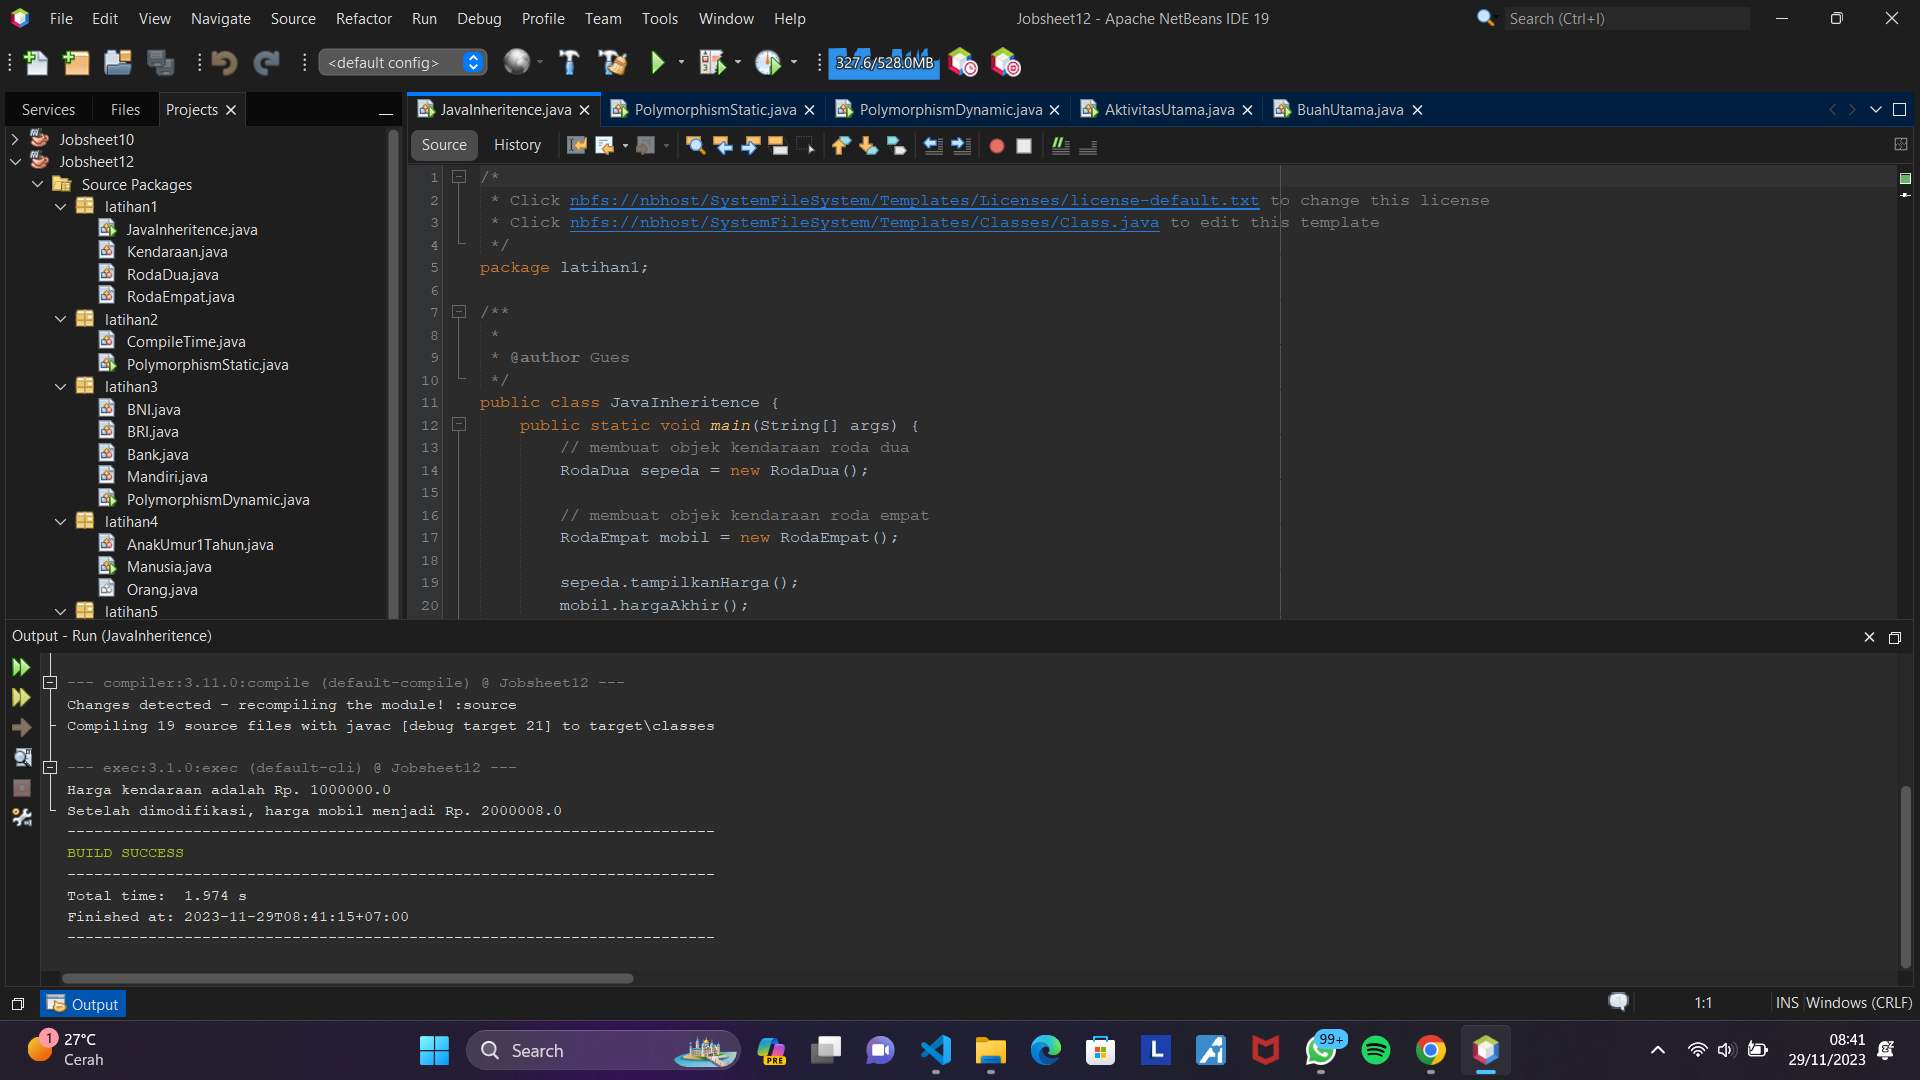 File Edit View Navigate Source Refactor Run Debug Profile Team Tools Window Help
Jobsheet12 - Apache NetBeans IDE 19
Search (Ctrl+I)
<default config>
327.6/528.0MB
Services Files Projects
JavaInheritence.java PolymorphismStatic.java PolymorphismDynamic.java AktivitasUtama.java BuahUtama.java
Source History
Jobsheet10
Jobsheet12
Source Packages
latihan1
JavaInheritence.java
Kendaraan.java
RodaDua.java
RodaEmpat.java
latihan2
CompileTime.java
PolymorphismStatic.java
latihan3
BNI.java
BRI.java
Bank.java
Mandiri.java
PolymorphismDynamic.java
latihan4
AnakUmur1Tahun.java
Manusia.java
Orang.java
latihan5
1 /*
2 * Click nbfs://nbhost/SystemFileSystem/Templates/Licenses/license-default.txt to change this license
3 * Click nbfs://nbhost/SystemFileSystem/Templates/Classes/Class.java to edit this template
4 */
5 package latihan1;
6
7 /**
8 *
9 * @author Gues
10 */
11 public class JavaInheritence {
12 public static void main(String[] args) {
13 // membuat objek kendaraan roda dua
14 RodaDua sepeda = new RodaDua();
15
16 // membuat objek kendaraan roda empat
17 RodaEmpat mobil = new RodaEmpat();
18
19 sepeda.tampilkanHarga();
20 mobil.hargaAkhir();
Output - Run (JavaInheritence)
--- compiler:3.11.0:compile (default-compile) @ Jobsheet12 ---
Changes detected - recompiling the module! :source
Compiling 19 source files with javac [debug target 21] to target\classes
--- exec:3.1.0:exec (default-cli) @ Jobsheet12 ---
Harga kendaraan adalah Rp. 1000000.0
Setelah dimodifikasi, harga mobil menjadi Rp. 2000008.0
------------------------------------------------------------------------
BUILD SUCCESS
------------------------------------------------------------------------
Total time:  1.974 s
Finished at: 2023-11-29T08:41:15+07:00
------------------------------------------------------------------------
Output
1:1 INS Windows (CRLF)
1
27°C
Cerah
Search
PRE
L
99+
08:41
29/11/2023